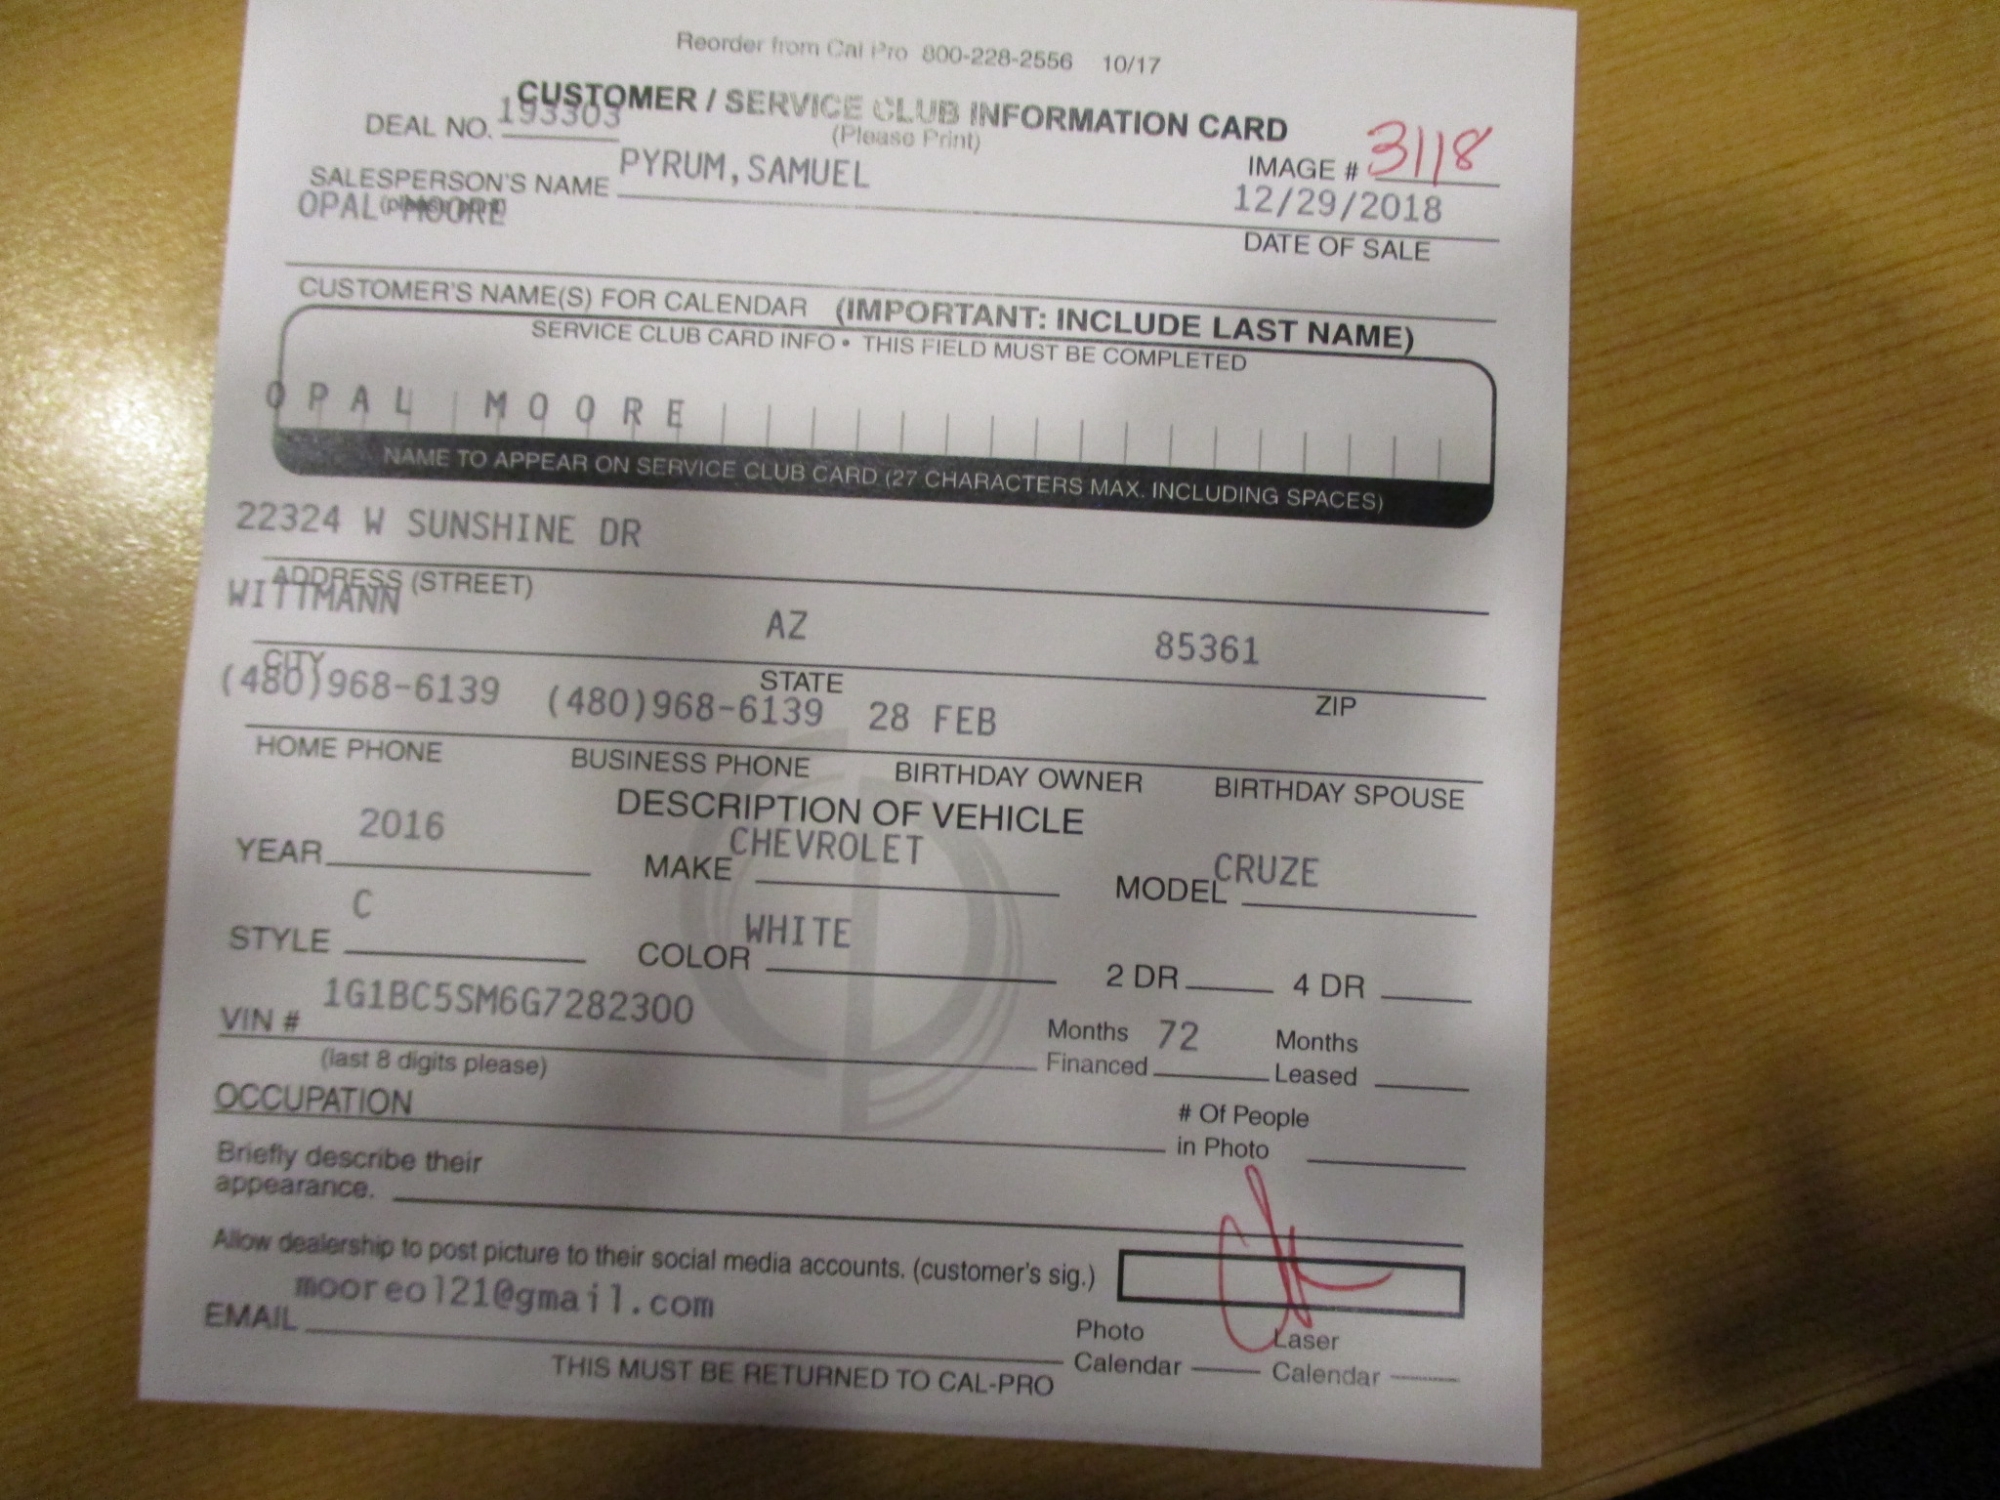 Reorder from Cal Pro 800-228-2556 10/17
CUSTOMER / SERVICE CLUB INFORMATION CARD
(Please Print)
DEAL NO. 193303
IMAGE # 3118
SALESPERSON'S NAME PYRUM, SAMUEL
12/29/2018
OPAL MOORE
DATE OF SALE
CUSTOMER'S NAME(S) FOR CALENDAR (IMPORTANT: INCLUDE LAST NAME)
SERVICE CLUB CARD INFO • THIS FIELD MUST BE COMPLETED
OPAL MOORE
NAME TO APPEAR ON SERVICE CLUB CARD (27 CHARACTERS MAX. INCLUDING SPACES)
22324 W SUNSHINE DR
ADDRESS (STREET)
WITTMANN AZ 85361
CITY STATE ZIP
(480)968-6139 (480)968-6139 28 FEB
HOME PHONE BUSINESS PHONE BIRTHDAY OWNER BIRTHDAY SPOUSE
DESCRIPTION OF VEHICLE
YEAR 2016 MAKE CHEVROLET MODEL CRUZE
STYLE C COLOR WHITE 2 DR 4 DR
VIN # 1G1BC5SM6G7282300 Months Financed 72 Months Leased
(last 8 digits please)
OCCUPATION # Of People in Photo
Briefly describe their
appearance.
Allow dealership to post picture to their social media accounts. (customer's sig.)
EMAIL mooreol21@gmail.com
Photo Calendar Laser Calendar
THIS MUST BE RETURNED TO CAL-PRO